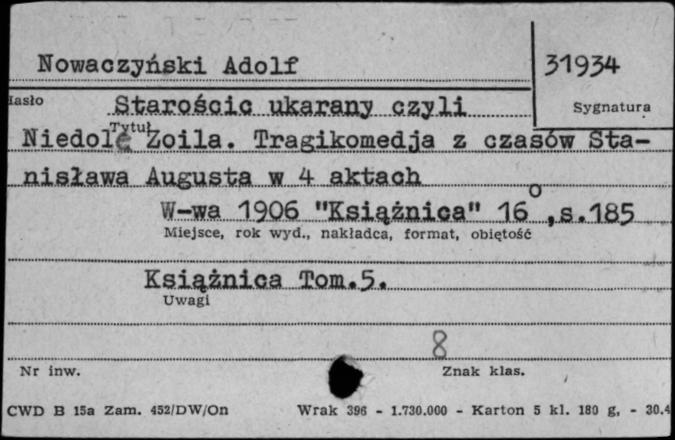 Nowaczyński Adolf
31934
Hasło
Starościc ukarany czyli
Sygnatura
Tytuł
Niedole Zoila. Tragikomedja z czasów Sta-
nisława Augusta w 4 aktach
W-wa 1906 "Książnica" 16°,s.185
Miejsce, rok wyd., nakładca, format, objętość
Książnica Tom.5.
Uwagi
8
Nr inw.
Znak klas.
CWD B 15a Zam. 452/DW/On
Wrak 396 - 1.730.000 - Karton 5 kl. 180 g, - 30.4